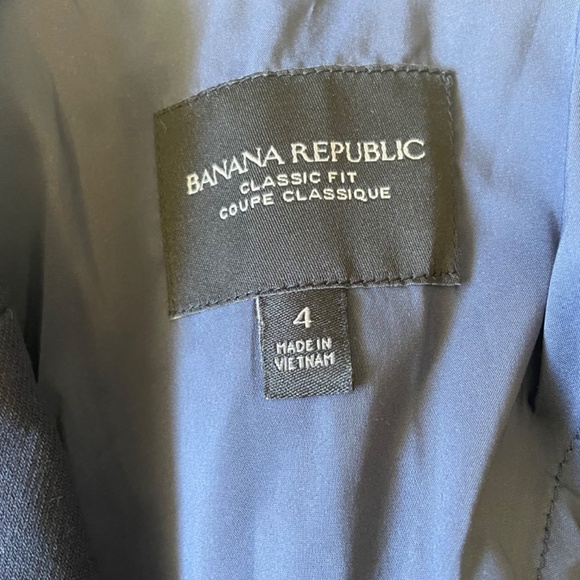 BANANA REPUBLIC
CLASSIC FIT
COUPE CLASSIQUE
4
MADE IN
VIETNAM